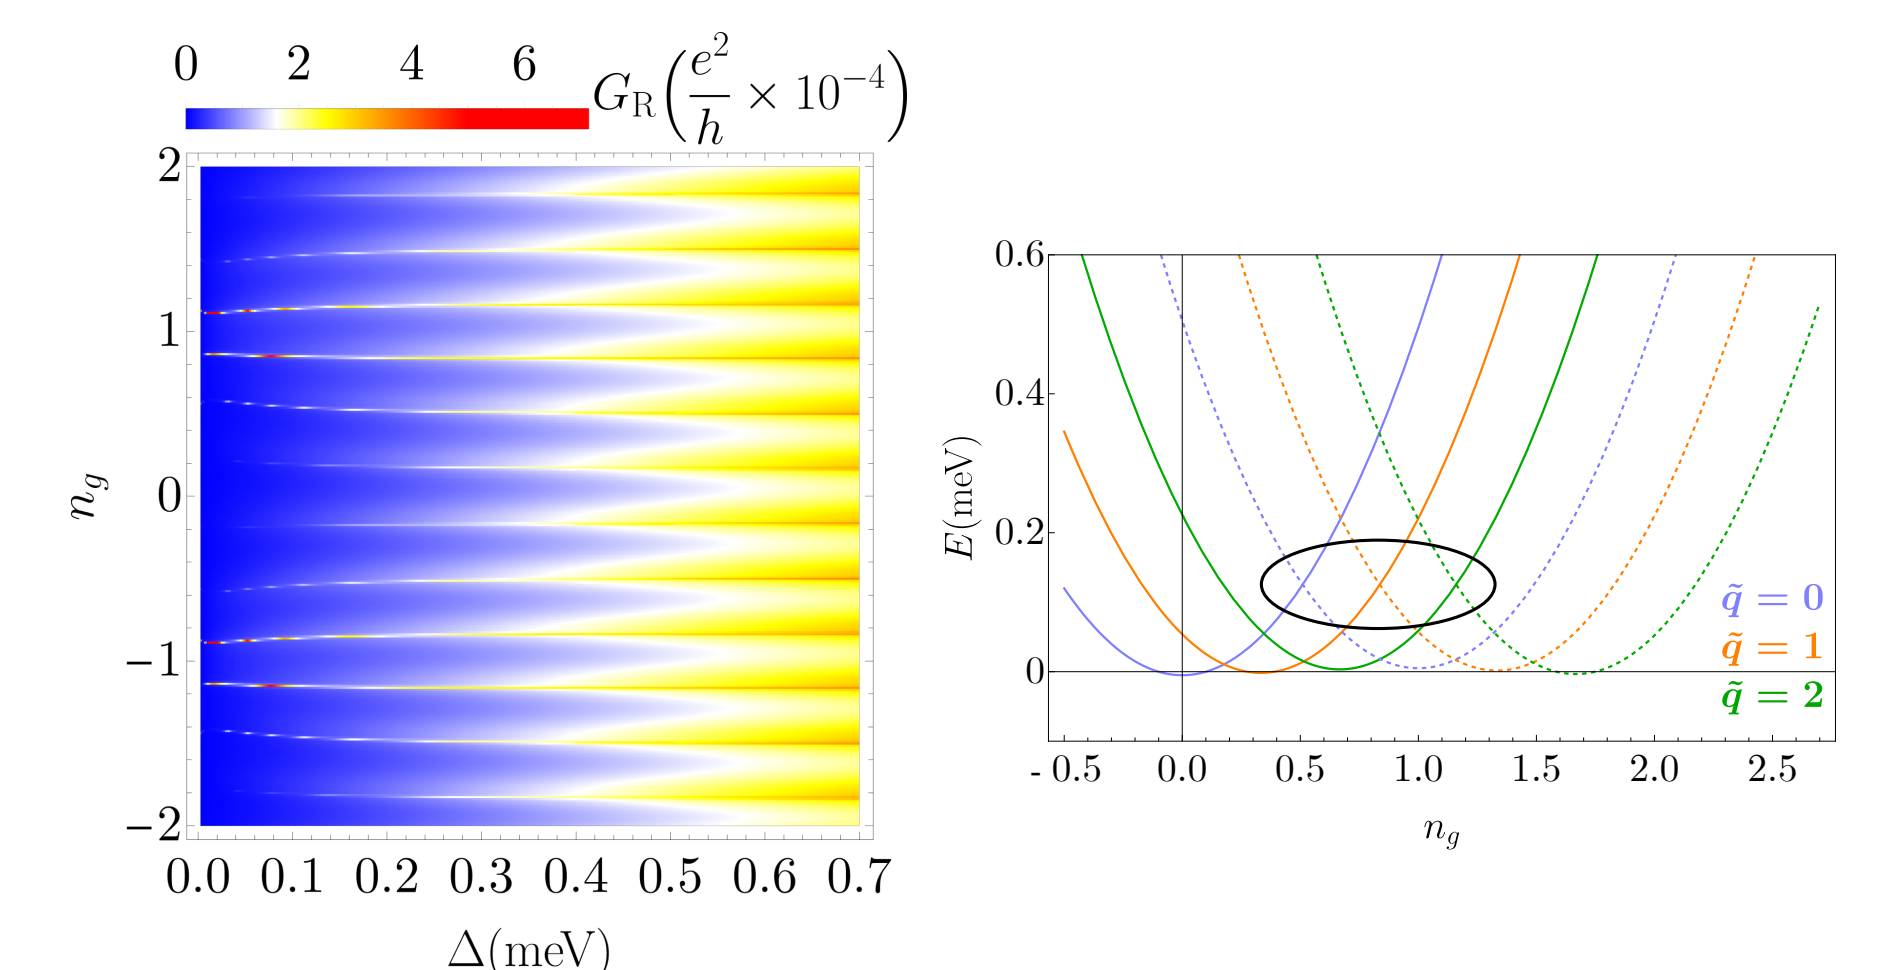 0 2 4 6
G_R(e^2/h × 10^−4)
2
1
0
−1
−2
n_g
0.0 0.1 0.2 0.3 0.4 0.5 0.6 0.7
Δ(meV)
0.6
0.4
0.2
0
E(meV)
q̃ = 0
q̃ = 1
q̃ = 2
-0.5 0.0 0.5 1.0 1.5 2.0 2.5
n_g